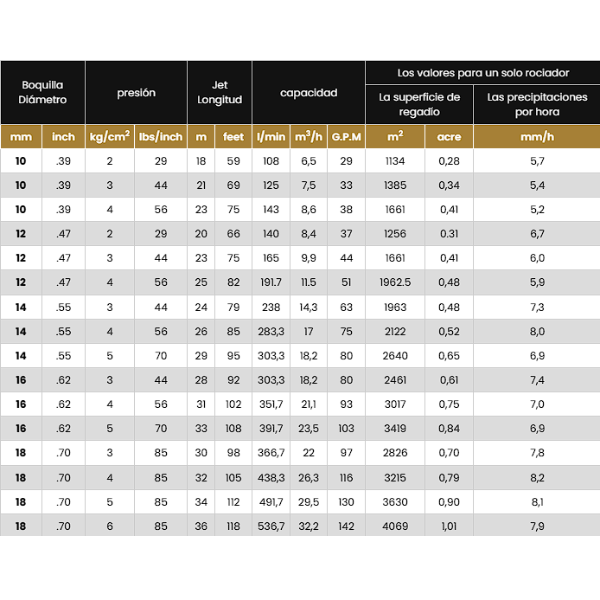 Boquilla Diámetro presión Jet Longitud capacidad Los valores para un solo rociador
La superficie de regadío Las precipitaciones por hora
mm inch kg/cm² lbs/inch m feet l/min m³/h G.P.M m² acre mm/h
10 .39 2 29 18 59 108 6,5 29 1134 0,28 5,7
10 .39 3 44 21 69 125 7,5 33 1385 0,34 5,4
10 .39 4 56 23 75 143 8,6 38 1661 0,41 5,2
12 .47 2 29 20 66 140 8,4 37 1256 0.31 6,7
12 .47 3 44 23 75 165 9,9 44 1661 0,41 6,0
12 .47 4 56 25 82 191.7 11.5 51 1962.5 0,48 5,9
14 .55 3 44 24 79 238 14,3 63 1963 0,48 7,3
14 .55 4 56 26 85 283,3 17 75 2122 0,52 8,0
14 .55 5 70 29 95 303,3 18,2 80 2640 0,65 6,9
16 .62 3 44 28 92 303,3 18,2 80 2461 0,61 7,4
16 .62 4 56 31 102 351,7 21,1 93 3017 0,75 7,0
16 .62 5 70 33 108 391,7 23,5 103 3419 0,84 6,9
18 .70 3 85 30 98 366,7 22 97 2826 0,70 7,8
18 .70 4 85 32 105 438,3 26,3 116 3215 0,79 8,2
18 .70 5 85 34 112 491,7 29,5 130 3630 0,90 8,1
18 .70 6 85 36 118 536,7 32,2 142 4069 1,01 7,9